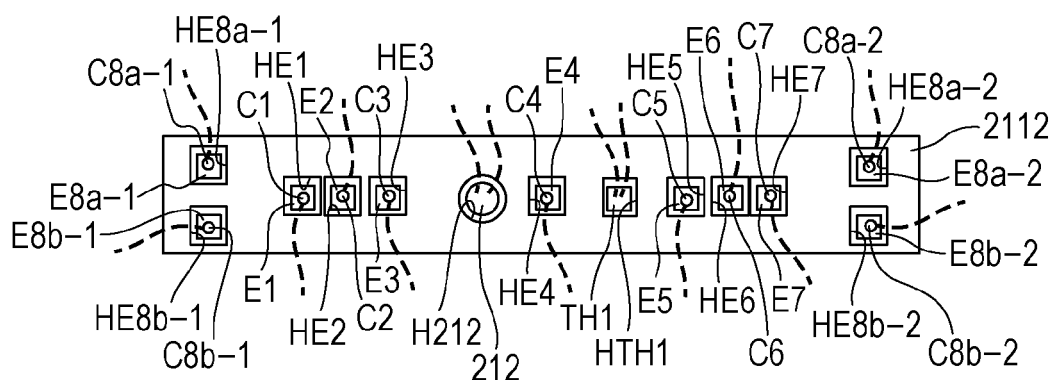 HE8a-1
C8a-1
HE1
C1
E2
C3
HE3
C4
E4
HE5
C5
E6
C7
HE7
C8a-2
HE8a-2
2112
E8a-1
E8a-2
E8b-1
E8b-2
HE8b-1
C8b-1
E1
HE2
C2
E3
H212
212
HE4
TH1
HTH1
E5
HE6
C6
E7
HE8b-2
C8b-2